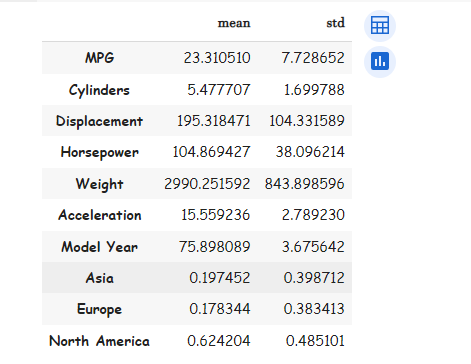 mean std
MPG 23.310510 7.728652
Cylinders 5.477707 1.699788
Displacement 195.318471 104.331589
Horsepower 104.869427 38.096214
Weight 2990.251592 843.898596
Acceleration 15.559236 2.789230
Model Year 75.898089 3.675642
Asia 0.197452 0.398712
Europe 0.178344 0.383413
North America 0.624204 0.485101